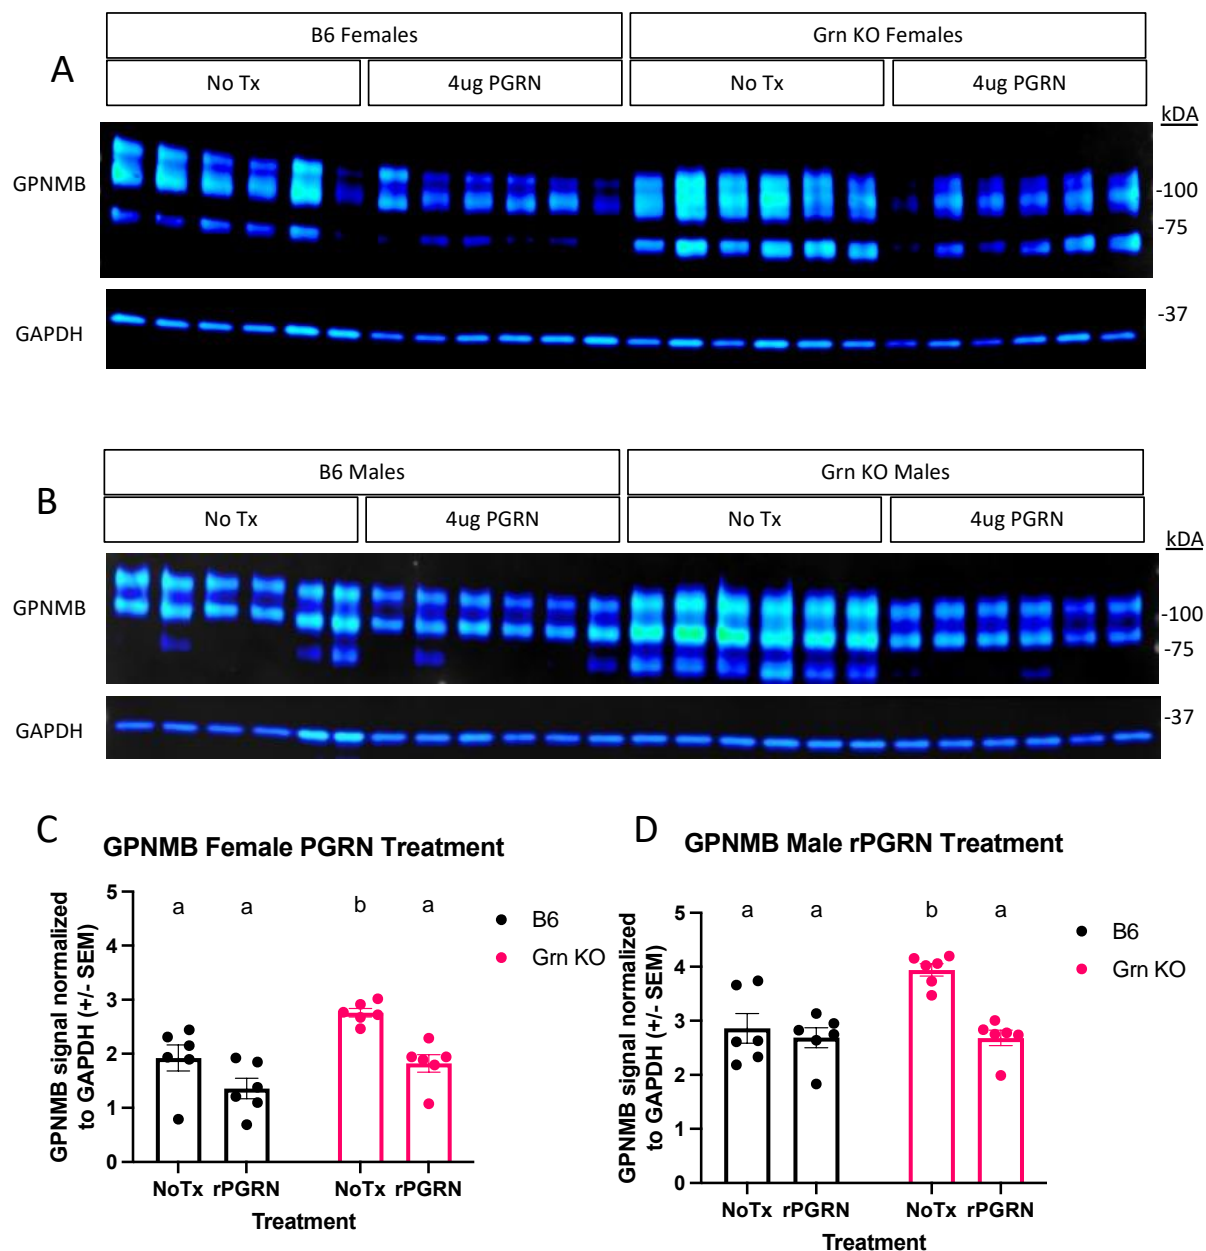 A
B6 Females
Grn KO Females
No Tx
4ug PGRN
No Tx
4ug PGRN
kDA
GPNMB
-100
-75
-37
GAPDH
B
B6 Males
Grn KO Males
No Tx
4ug PGRN
No Tx
4ug PGRN
kDA
GPNMB
-100
-75
-37
GAPDH
C
GPNMB Female PGRN Treatment
GPNMB signal normalized
to GAPDH (+/- SEM)
5
4
3
2
1
0
a
a
b
a
B6
Grn KO
NoTx
rPGRN
NoTx
rPGRN
Treatment
D
GPNMB Male rPGRN Treatment
GPNMB signal normalized
to GAPDH (+/- SEM)
5
4
3
2
1
0
a
a
b
a
B6
Grn KO
NoTx
rPGRN
NoTx
rPGRN
Treatment